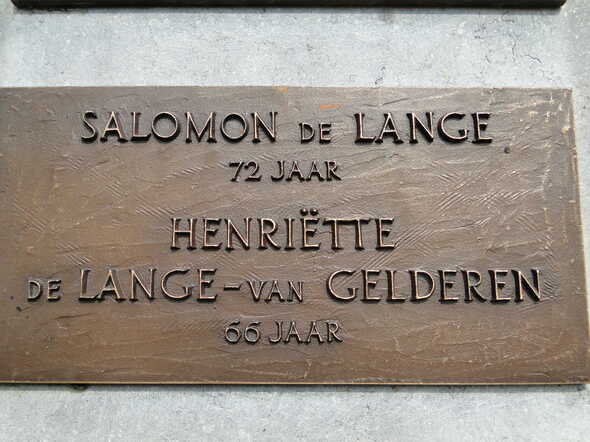 SALOMON DE LANGE
72 JAAR
HENRIËTTE
DE LANGE-VAN GELDEREN
66 JAAR